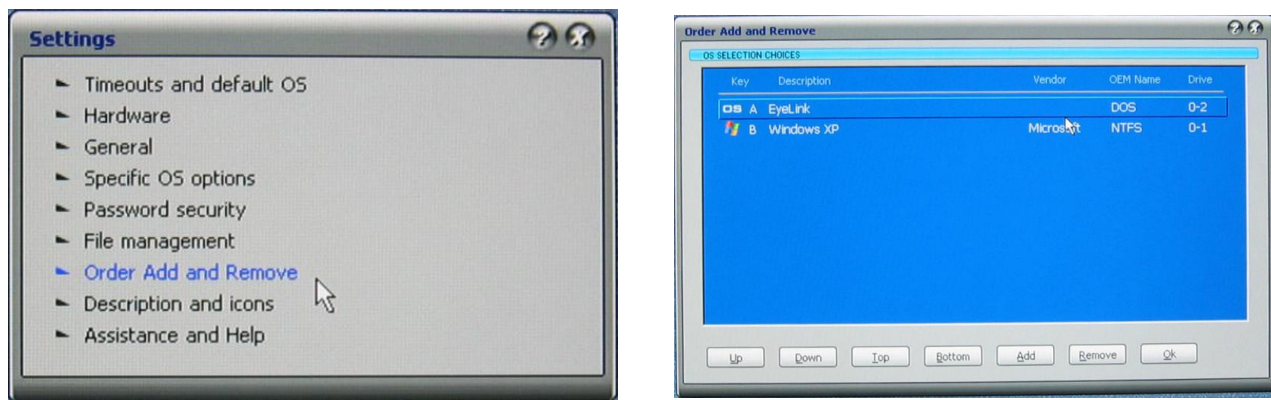 Settings
Timeouts and default OS
Hardware
General
Specific OS options
Password security
File management
Order Add and Remove
Description and icons
Assistance and Help
Order Add and Remove
OS SELECTION CHOICES
Key Description Vendor OEM Name Drive
OS A EyeLink DOS 0-2
B Windows XP Microsoft NTFS 0-1
Up Down Top Bottom Add Remove Ok